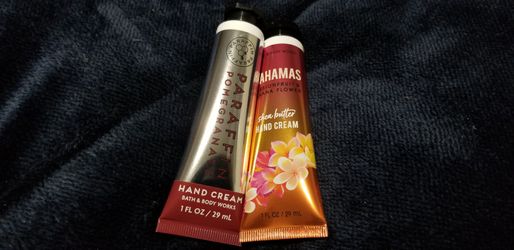 PARAFFIN
POMEGRANA
HAND CREAM
BATH & BODY WORKS
1 FL OZ / 29 mL
AHAMAS
shea butter
HAND CREAM
1 FL OZ / 29 mL